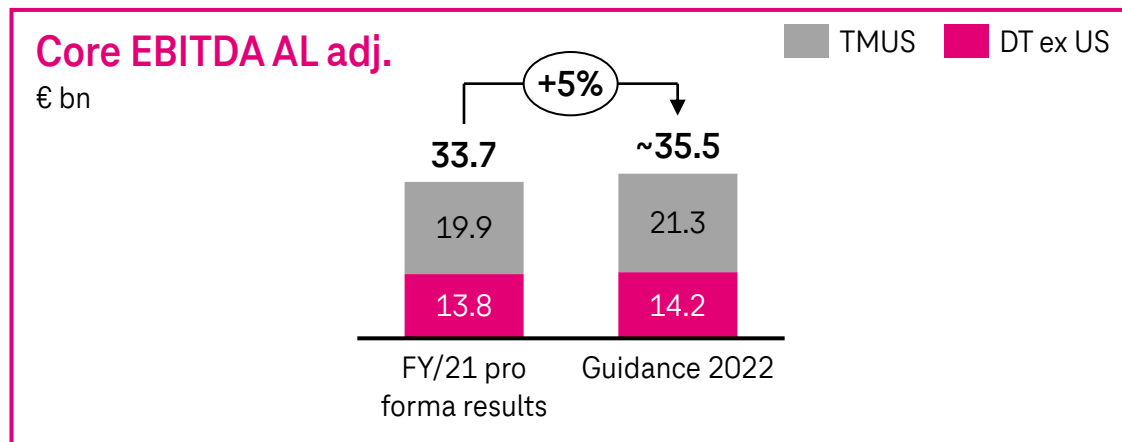 Core EBITDA AL adj.
€ bn
TMUS
DT ex US
+5%
33.7
~35.5
19.9
21.3
13.8
14.2
FY/21 pro
forma results
Guidance 2022